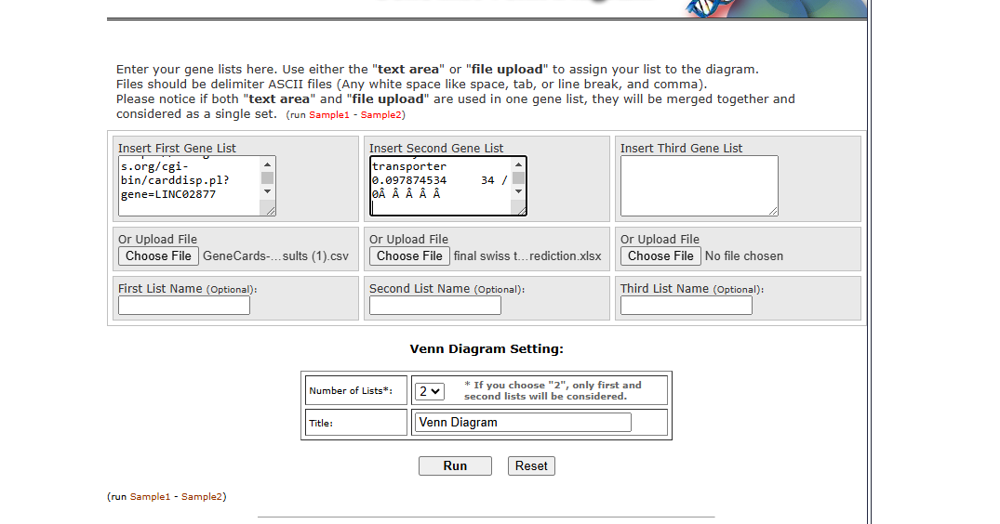 Enter your gene lists here. Use either the "text area" or "file upload" to assign your list to the diagram.
Files should be delimiter ASCII files (Any white space like space, tab, or line break, and comma).
Please notice if both "text area" and "file upload" are used in one gene list, they will be merged together and
considered as a single set. (run Sample1 - Sample2)
Insert First Gene List
s.org/cgi-
bin/carddisp.pl?
gene=LINC02877
Insert Second Gene List
transporter
0.097874534 34 /
0Â Â Â Â Â
Insert Third Gene List
Or Upload File
Choose File GeneCards-...sults (1).csv
Or Upload File
Choose File final swiss t...rediction.xlsx
Or Upload File
Choose File No file chosen
First List Name (Optional):
Second List Name (Optional):
Third List Name (Optional):
Venn Diagram Setting:
Number of Lists*:
2
* If you choose "2", only first and
second lists will be considered.
Title:
Venn Diagram
Run
Reset
(run Sample1 - Sample2)